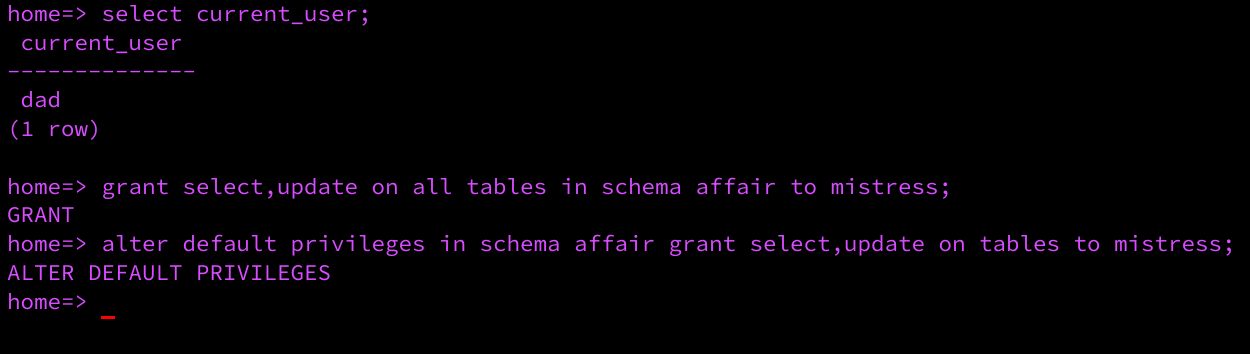 home=> select current_user;
current_user
--------------
dad
(1 row)
home=> grant select,update on all tables in schema affair to mistress;
GRANT
home=> alter default privileges in schema affair grant select,update on tables to mistress;
ALTER DEFAULT PRIVILEGES
home=>